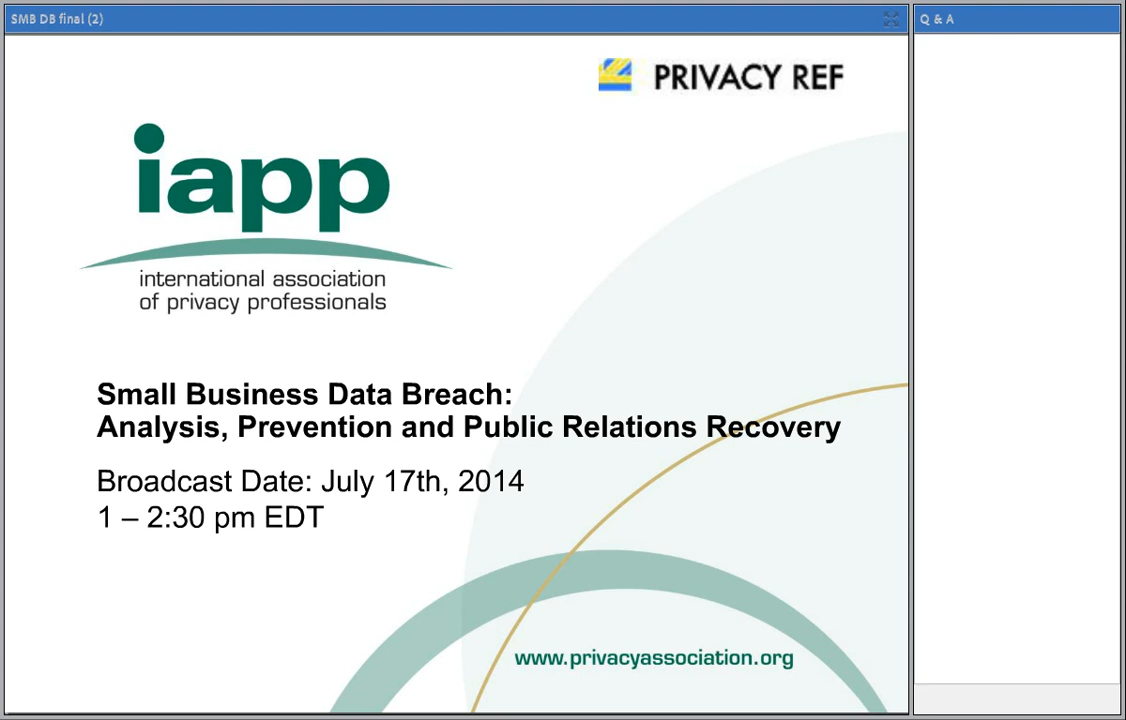 SMB DB final (2)
Q & A
PRIVACY REF
iapp
international association
of privacy professionals
Small Business Data Breach:
Analysis, Prevention and Public Relations Recovery
Broadcast Date: July 17th, 2014
1 – 2:30 pm EDT
www.privacyassociation.org